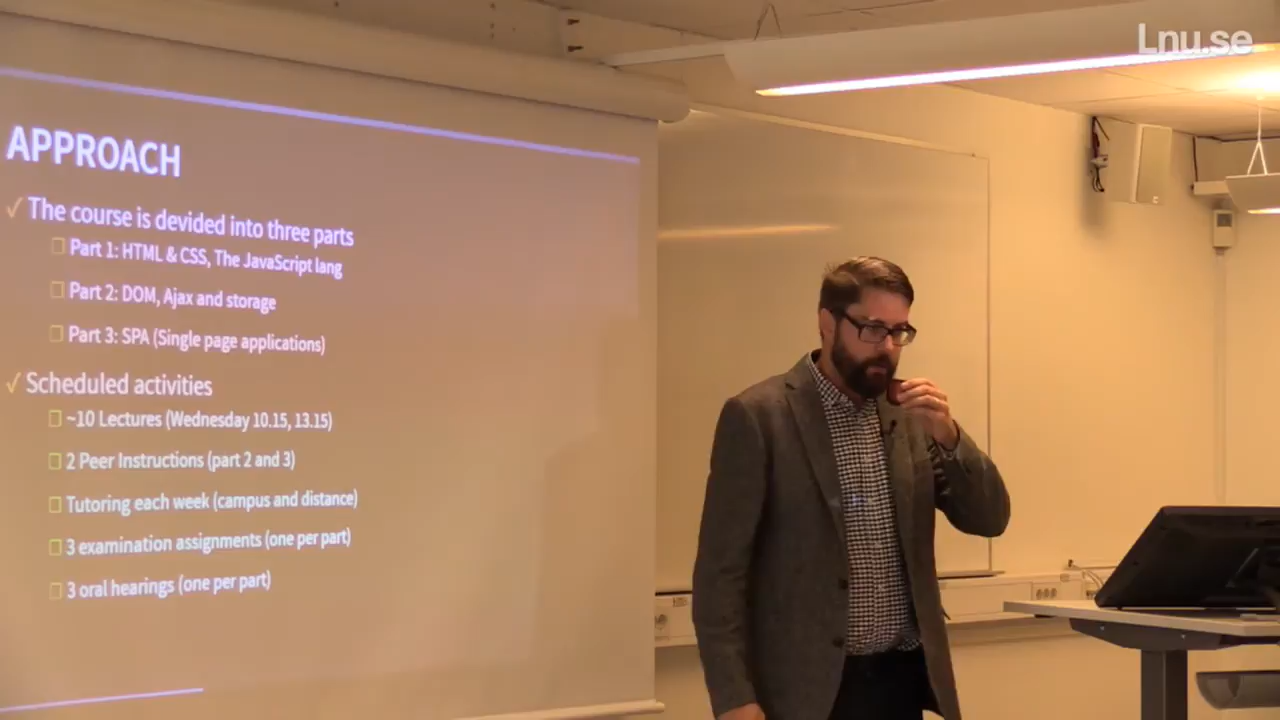 Lnu.se
APPROACH
✓ The course is devided into three parts
Part 1: HTML & CSS, The JavaScript lang
Part 2: DOM, Ajax and storage
Part 3: SPA (Single page applications)
✓ Scheduled activities
~10 Lectures (Wednesday 10.15, 13.15)
2 Peer Instructions (part 2 and 3)
Tutoring each week (campus and distance)
3 examination assignments (one per part)
3 oral hearings (one per part)